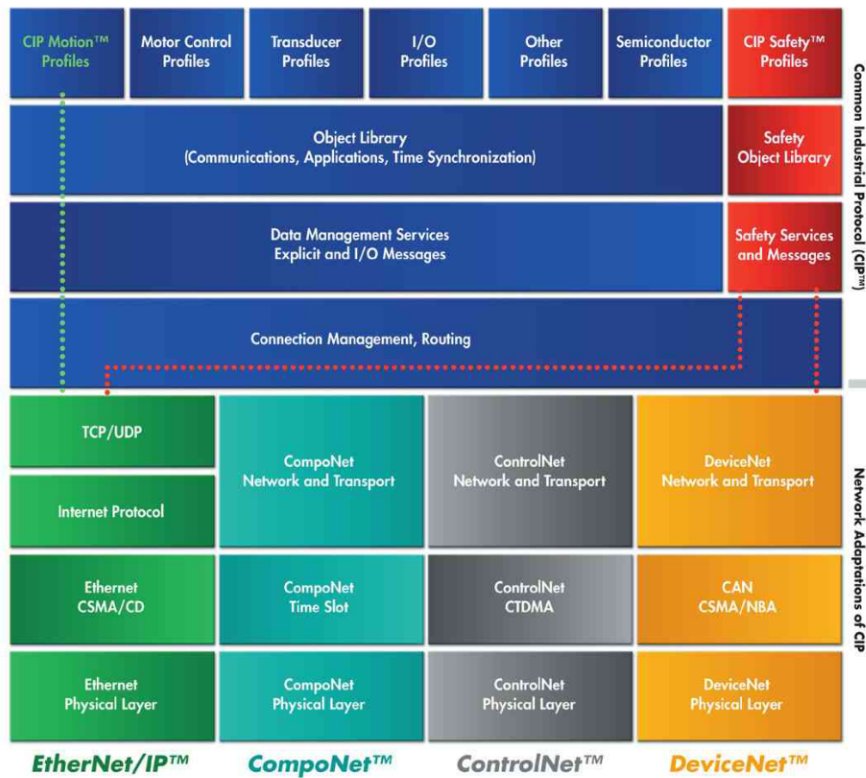 CIP Motion™
Profiles
Motor Control
Profiles
Transducer
Profiles
I/O
Profiles
Other
Profiles
Semiconductor
Profiles
CIP Safety™
Profiles
Object Library
(Communications, Applications, Time Synchronization)
Safety
Object Library
Data Management Services
Explicit and I/O Messages
Safety Services
and Messages
Connection Management, Routing
Common Industrial Protocol (CIP™)
TCP/UDP
Internet Protocol
CompoNet
Network and Transport
ControlNet
Network and Transport
DeviceNet
Network and Transport
Ethernet
CSMA/CD
CompoNet
Time Slot
ControlNet
CTDMA
CAN
CSMA/NBA
Ethernet
Physical Layer
CompoNet
Physical Layer
ControlNet
Physical Layer
DeviceNet
Physical Layer
Network Adaptations of CIP
EtherNet/IP™
CompoNet™
ControlNet™
DeviceNet™